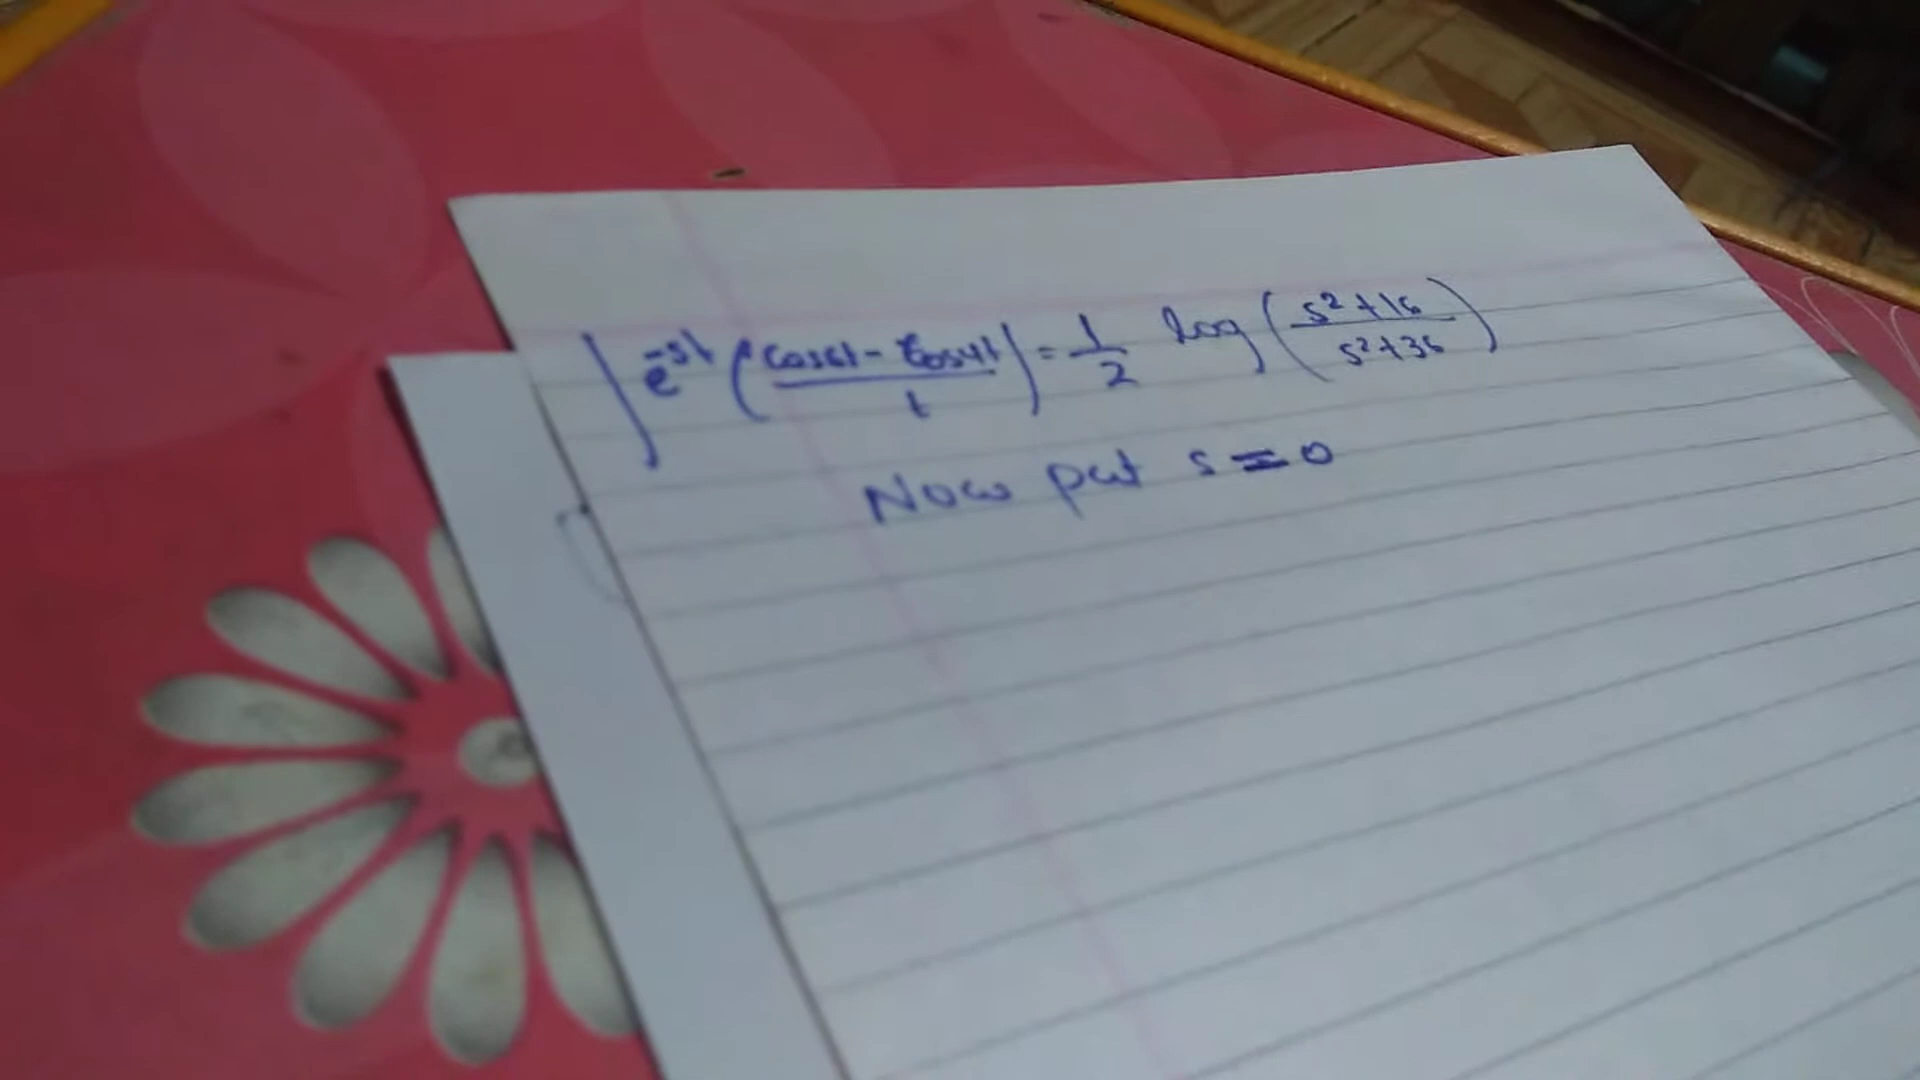 ∫ e^-st (cos6t - cos4t / t) = 1/2 log (s²+16 / s²+36)
Now put s = 0